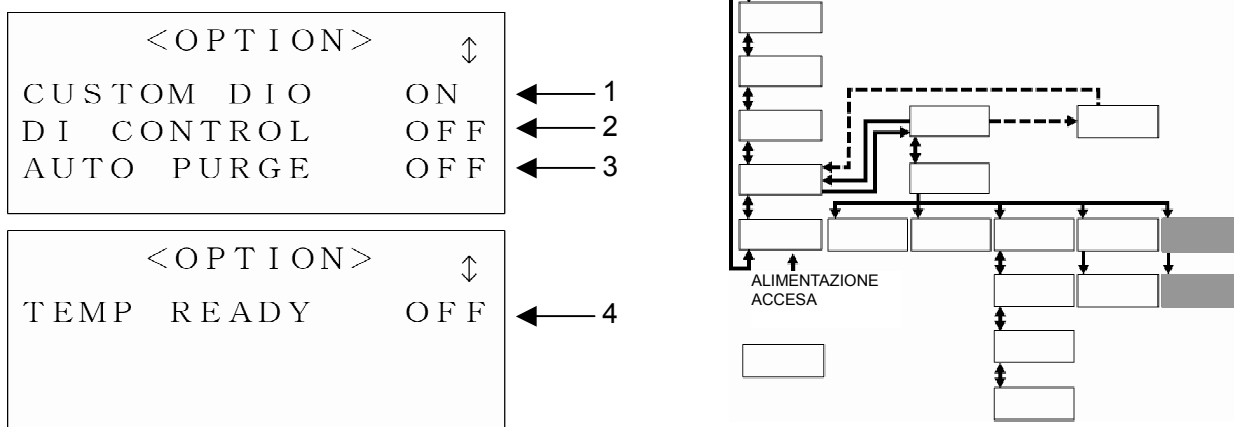 <OPTION> ↕
CUSTOM DIO ON 1
DI CONTROL OFF 2
AUTO PURGE OFF 3
<OPTION> ↕
TEMP READY OFF 4
ALIMENTAZIONE
ACCESA